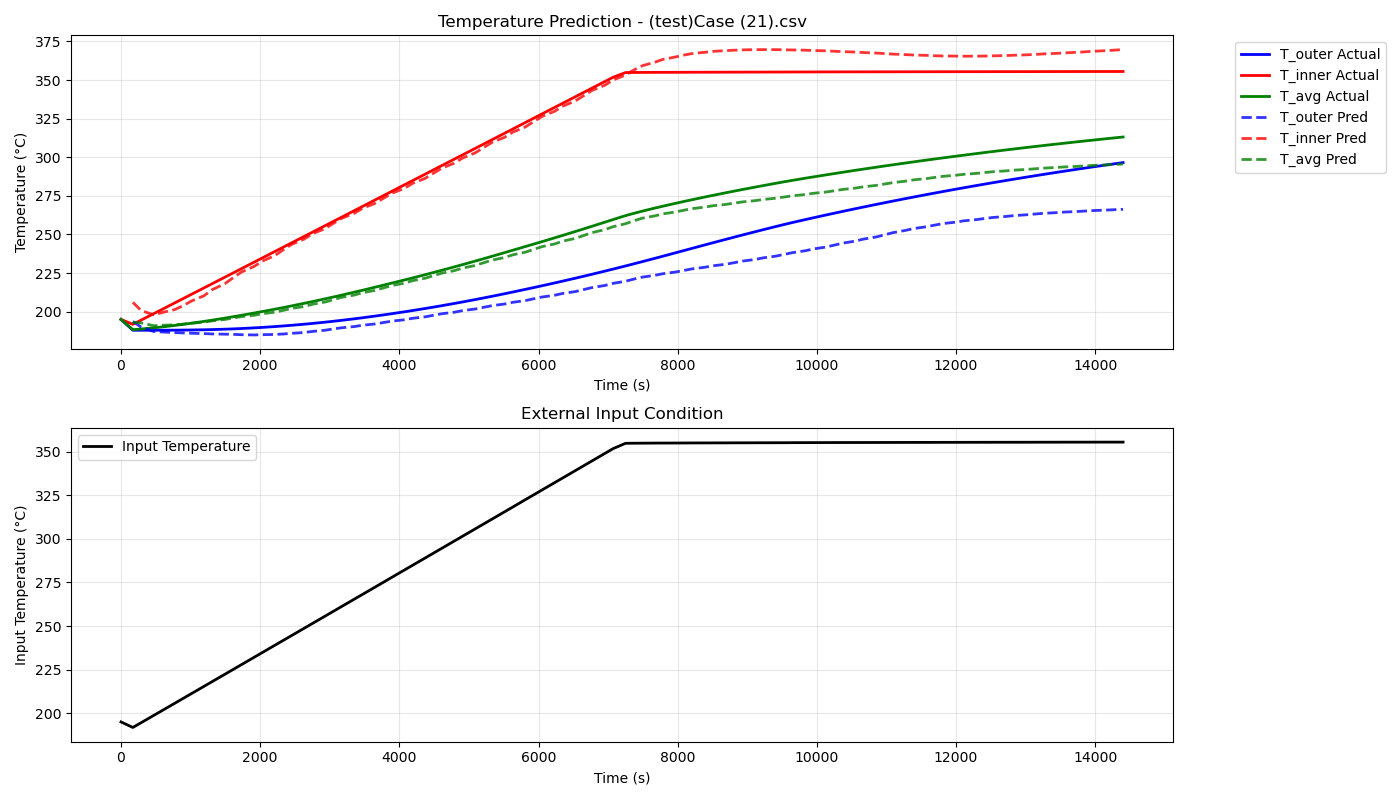 Temperature Prediction - (test)Case (21).csv
Temperature (°C)
375
350
325
300
275
250
225
200
0 2000 4000 6000 8000 10000 12000 14000
Time (s)
T_outer Actual
T_inner Actual
T_avg Actual
T_outer Pred
T_inner Pred
T_avg Pred
External Input Condition
Input Temperature (°C)
Input Temperature
350
325
300
275
250
225
200
0 2000 4000 6000 8000 10000 12000 14000
Time (s)